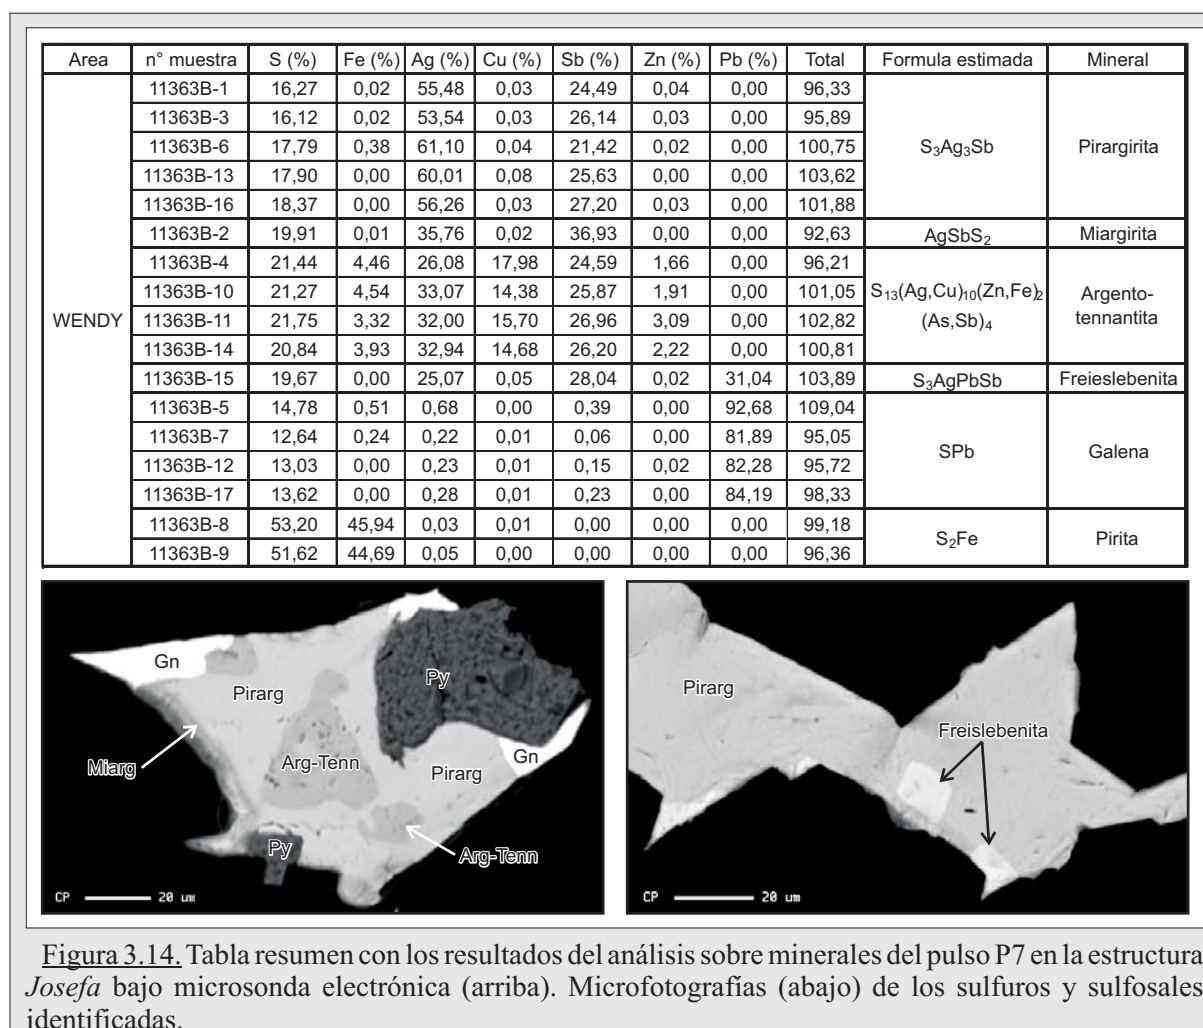 Area n° muestra S (%) Fe (%) Ag (%) Cu (%) Sb (%) Zn (%) Pb (%) Total Formula estimada Mineral
WENDY
11363B-1 16,27 0,02 55,48 0,03 24,49 0,04 0,00 96,33
11363B-3 16,12 0,02 53,54 0,03 26,14 0,03 0,00 95,89
11363B-6 17,79 0,38 61,10 0,04 21,42 0,02 0,00 100,75 S₃Ag₃Sb Pirargirita
11363B-13 17,90 0,00 60,01 0,08 25,63 0,00 0,00 103,62
11363B-16 18,37 0,00 56,26 0,03 27,20 0,03 0,00 101,88
11363B-2 19,91 0,01 35,76 0,02 36,93 0,00 0,00 92,63 AgSbS₂ Miargirita
11363B-4 21,44 4,46 26,08 17,98 24,59 1,66 0,00 96,21
11363B-10 21,27 4,54 33,07 14,38 25,87 1,91 0,00 101,05 S₁₃(Ag,Cu)₁₀(Zn,Fe)₂ Argento-
11363B-11 21,75 3,32 32,00 15,70 26,96 3,09 0,00 102,82 (As,Sb)₄ tennantita
11363B-14 20,84 3,93 32,94 14,68 26,20 2,22 0,00 100,81
11363B-15 19,67 0,00 25,07 0,05 28,04 0,02 31,04 103,89 S₃AgPbSb Freieslebenita
11363B-5 14,78 0,51 0,68 0,00 0,39 0,00 92,68 109,04
11363B-7 12,64 0,24 0,22 0,01 0,06 0,00 81,89 95,05 SPb Galena
11363B-12 13,03 0,00 0,23 0,01 0,15 0,02 82,28 95,72
11363B-17 13,62 0,00 0,28 0,01 0,23 0,00 84,19 98,33
11363B-8 53,20 45,94 0,03 0,01 0,00 0,00 0,00 99,18 S₂Fe Pirita
11363B-9 51,62 44,69 0,05 0,00 0,00 0,00 0,00 96,36
Gn
Pirarg
Py
Miarg
Arg-Tenn
Pirarg
Gn
Py
Arg-Tenn
CP 20 um
Pirarg
Freislebenita
CP 20 um
Figura 3.14. Tabla resumen con los resultados del análisis sobre minerales del pulso P7 en la estructura
Josefa bajo microsonda electrónica (arriba). Microfotografías (abajo) de los sulfuros y sulfosales
identificadas.